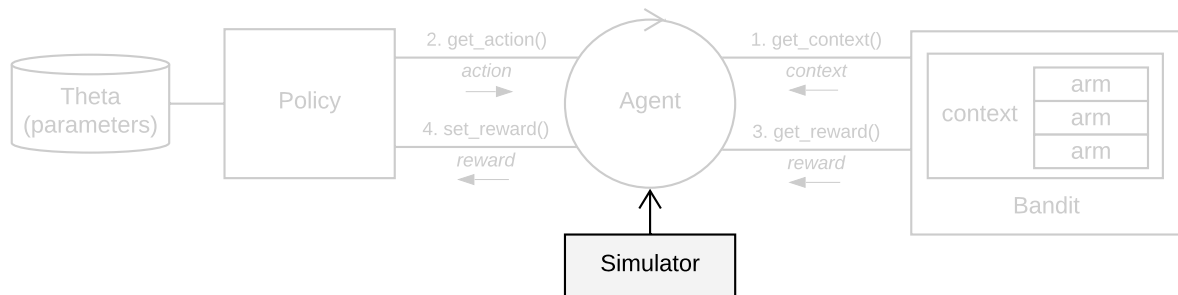 Theta
(parameters)
Policy
2. get_action()
action
4. set_reward()
reward
Agent
1. get_context()
context
3. get_reward()
reward
context
arm
arm
arm
Bandit
Simulator